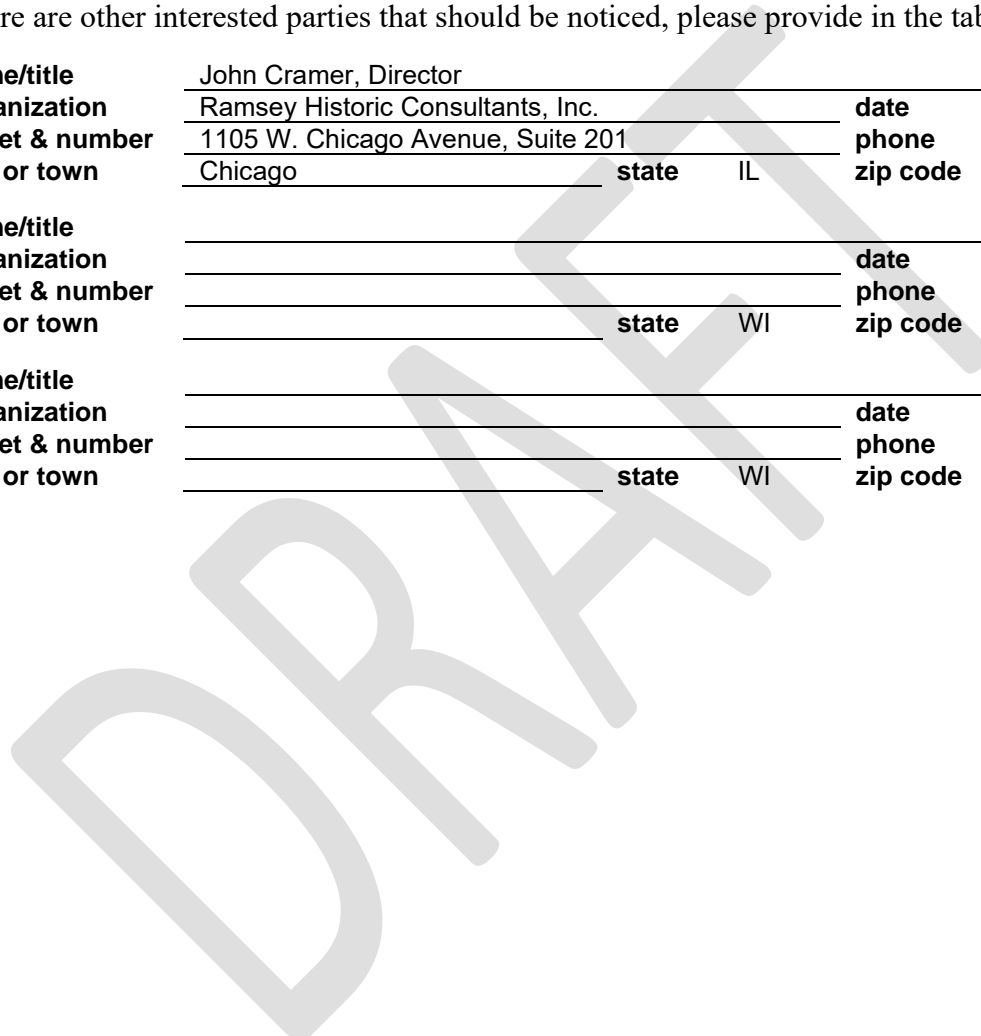 re are other interested parties that should be noticed, please provide in the tab
ne/title John Cramer, Director
anization Ramsey Historic Consultants, Inc. date
et & number 1105 W. Chicago Avenue, Suite 201 phone
or town Chicago state IL zip code
ne/title
anization date
et & number phone
or town state WI zip code
ne/title
anization date
et & number phone
or town state WI zip code
DRAFT